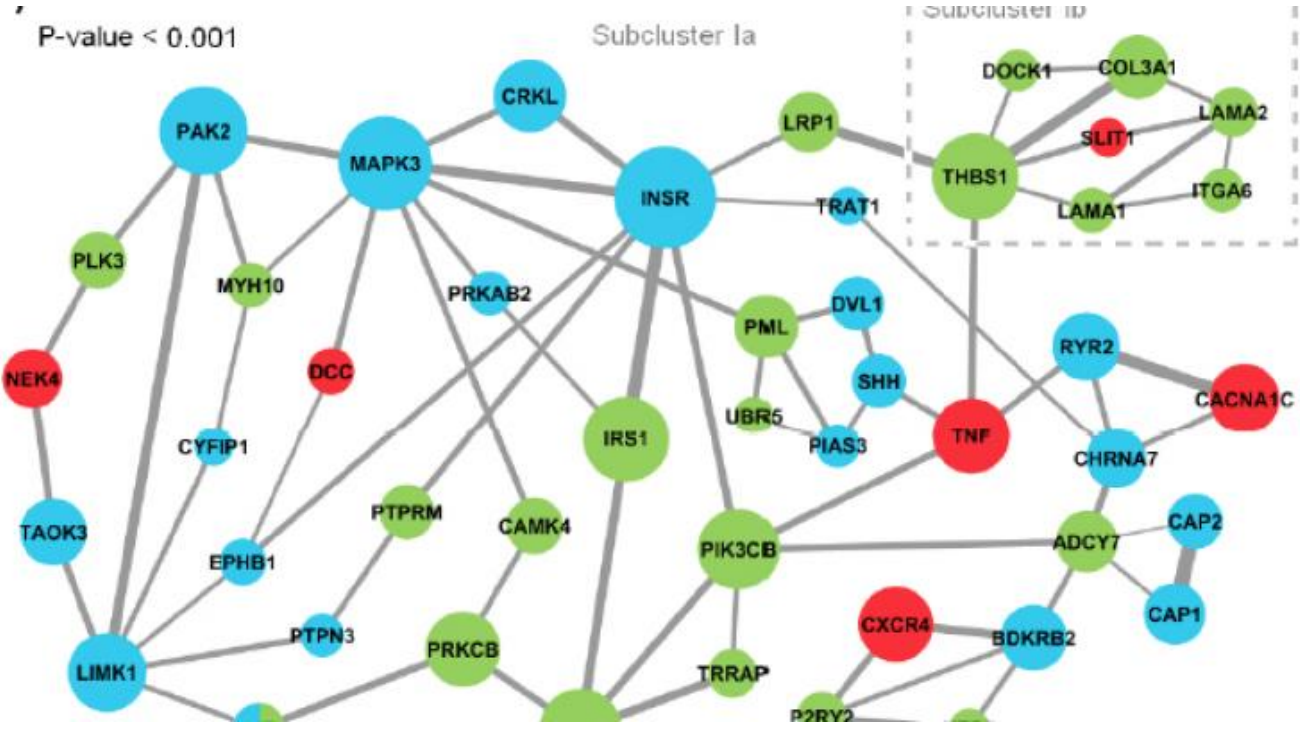 Subcluster Ib
P-value < 0.001
Subcluster Ia
DOCK1
COL3A1
CRKL
LAMA2
LRP1
PAK2
SLIT1
MAPK3
THBS1
INSR
ITGA6
TRAT1
LAMA1
PLK3
MYH10
PRKAB2
DVL1
PML
RYR2
DCC
NEK4
SHH
CACNA1C
UBR5
IRS1
TNF
CYFIP1
PIAS3
CHRNA7
PTPRM
CAMK4
CAP2
TAOK3
PIK3CB
ADCY7
EPHB1
CAP1
CXCR4
PTPN3
BDKRB2
PRKCB
LIMK1
TRRAP
P2RY2